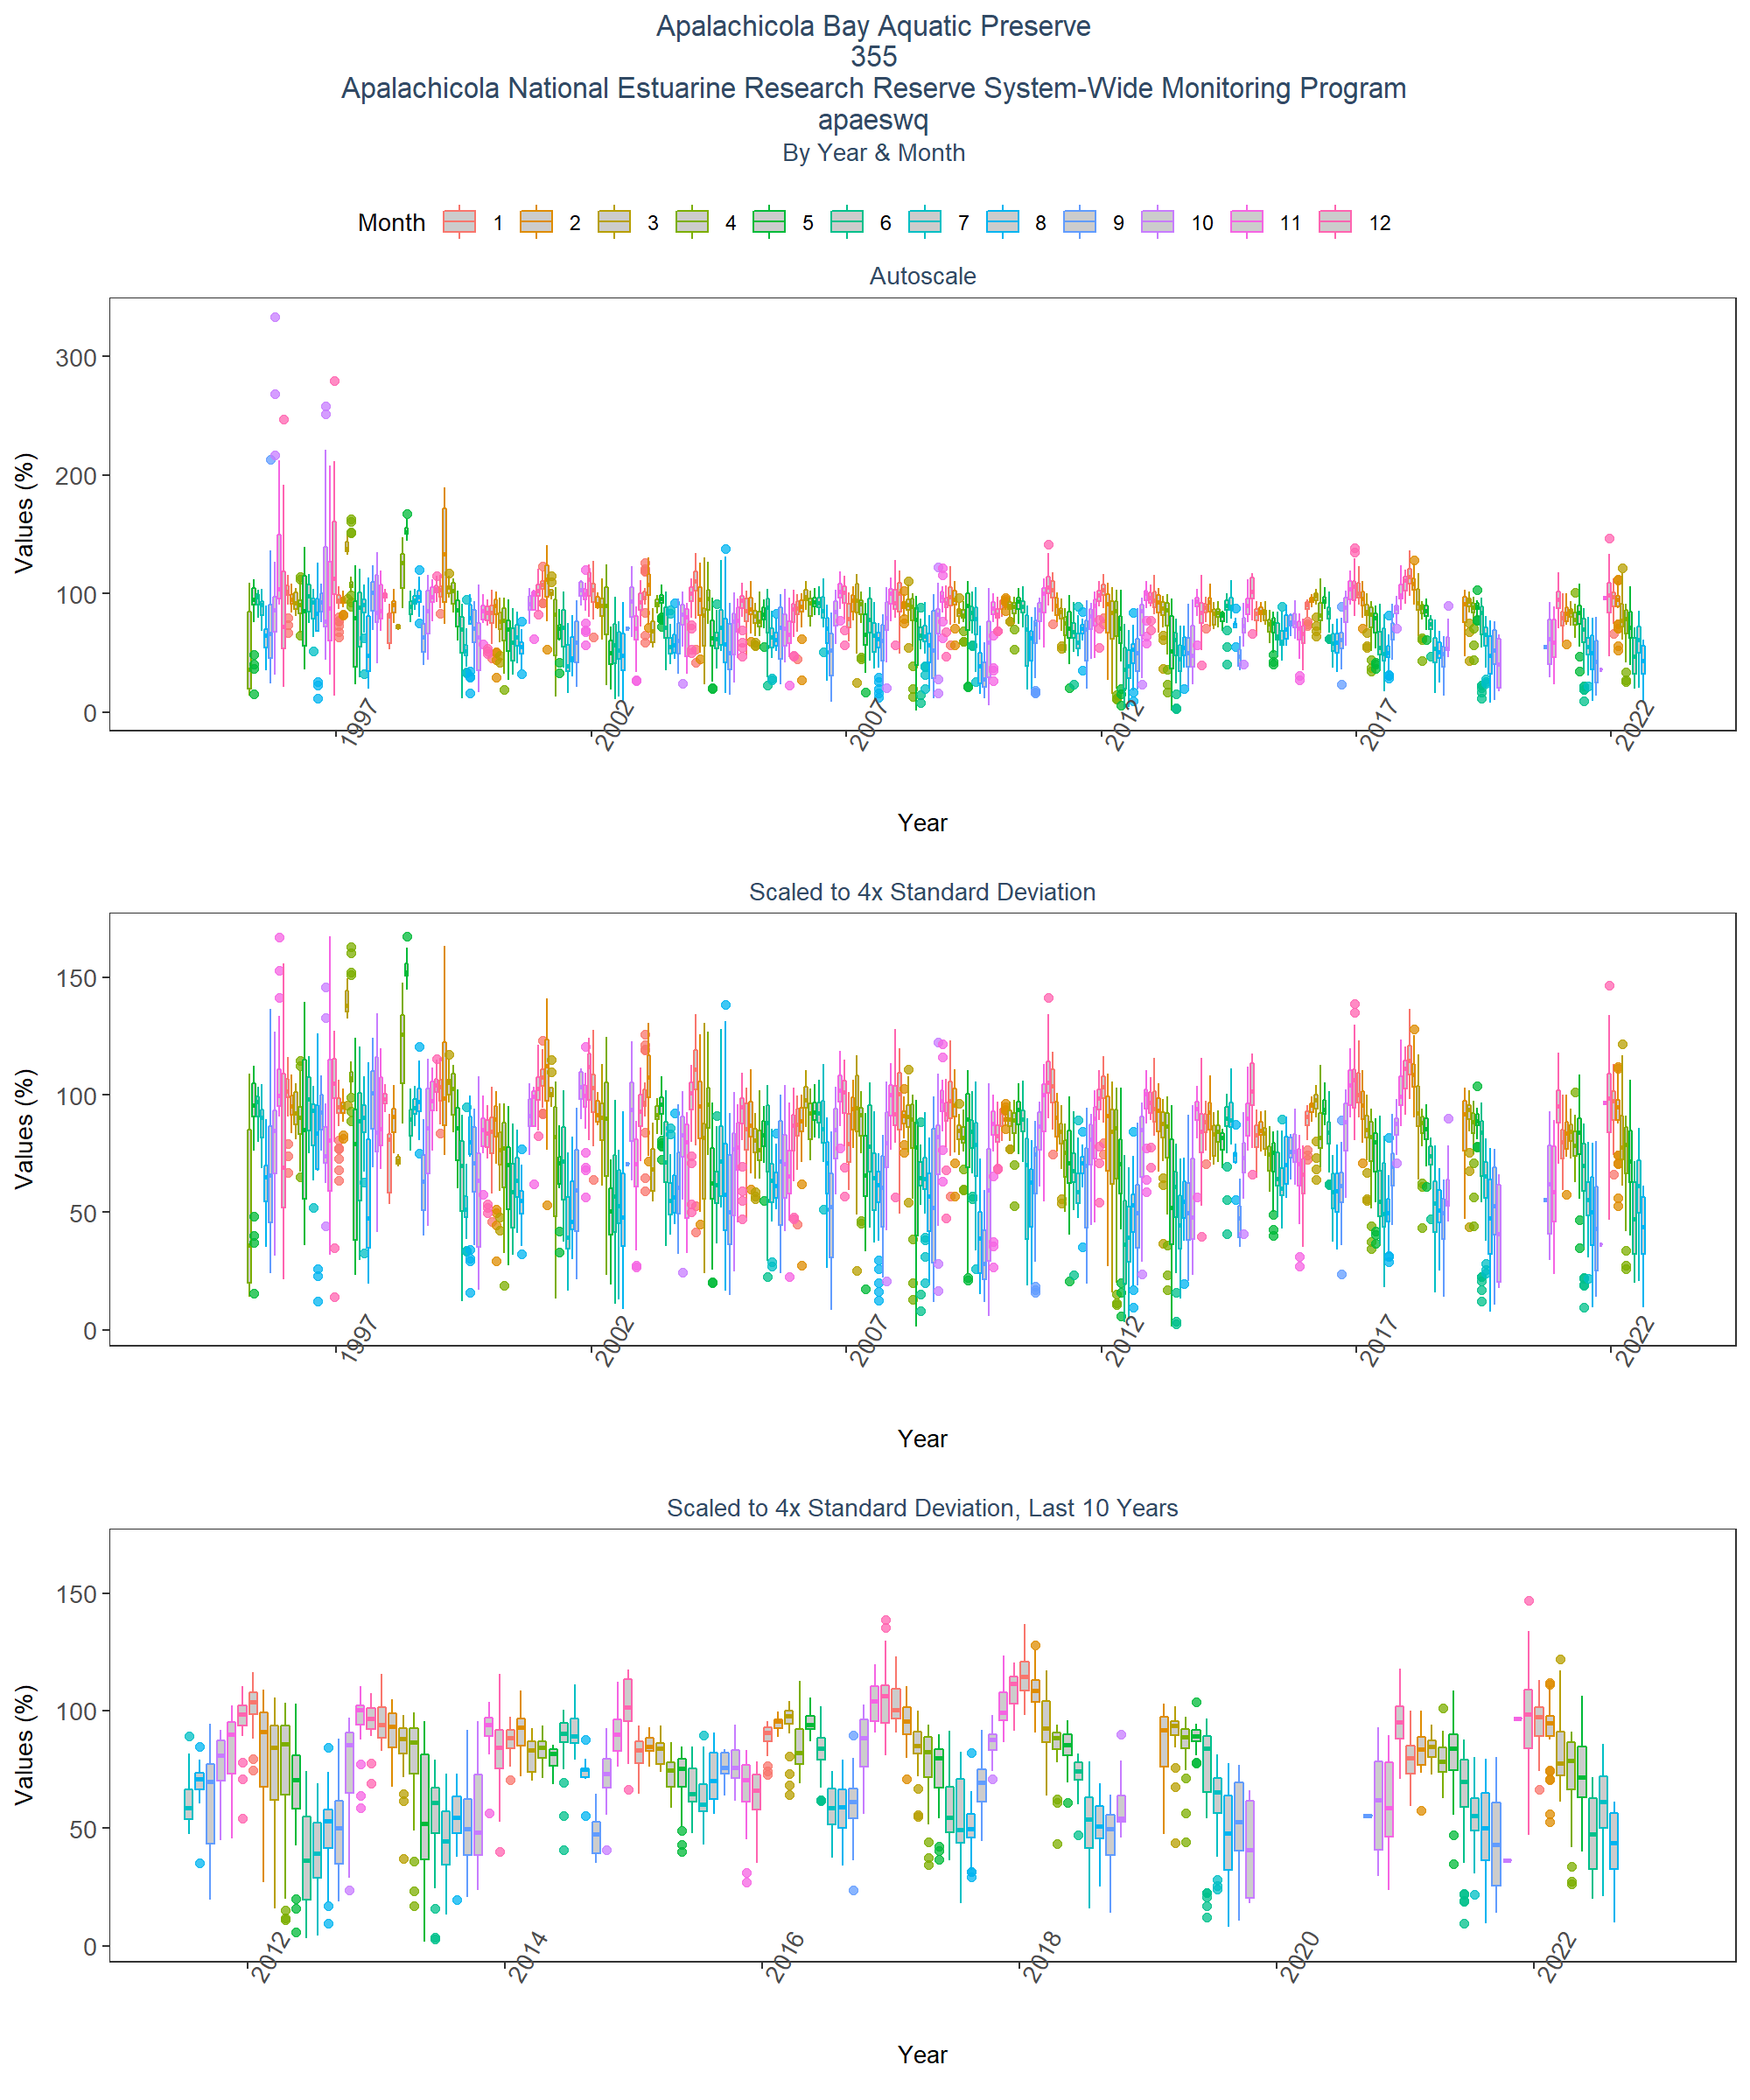 Apalachicola Bay Aquatic Preserve
355
Apalachicola National Estuarine Research Reserve System-Wide Monitoring Program
apaeswq
By Year & Month
Month 1 2 3 4 5 6 7 8 9 10 11 12
Autoscale
Values (%)
300
200
100
0
1997 2002 2007 2012 2017 2022
Year
Scaled to 4x Standard Deviation
Values (%)
150
100
50
0
1997 2002 2007 2012 2017 2022
Year
Scaled to 4x Standard Deviation, Last 10 Years
Values (%)
150
100
50
0
2012 2014 2016 2018 2020 2022
Year